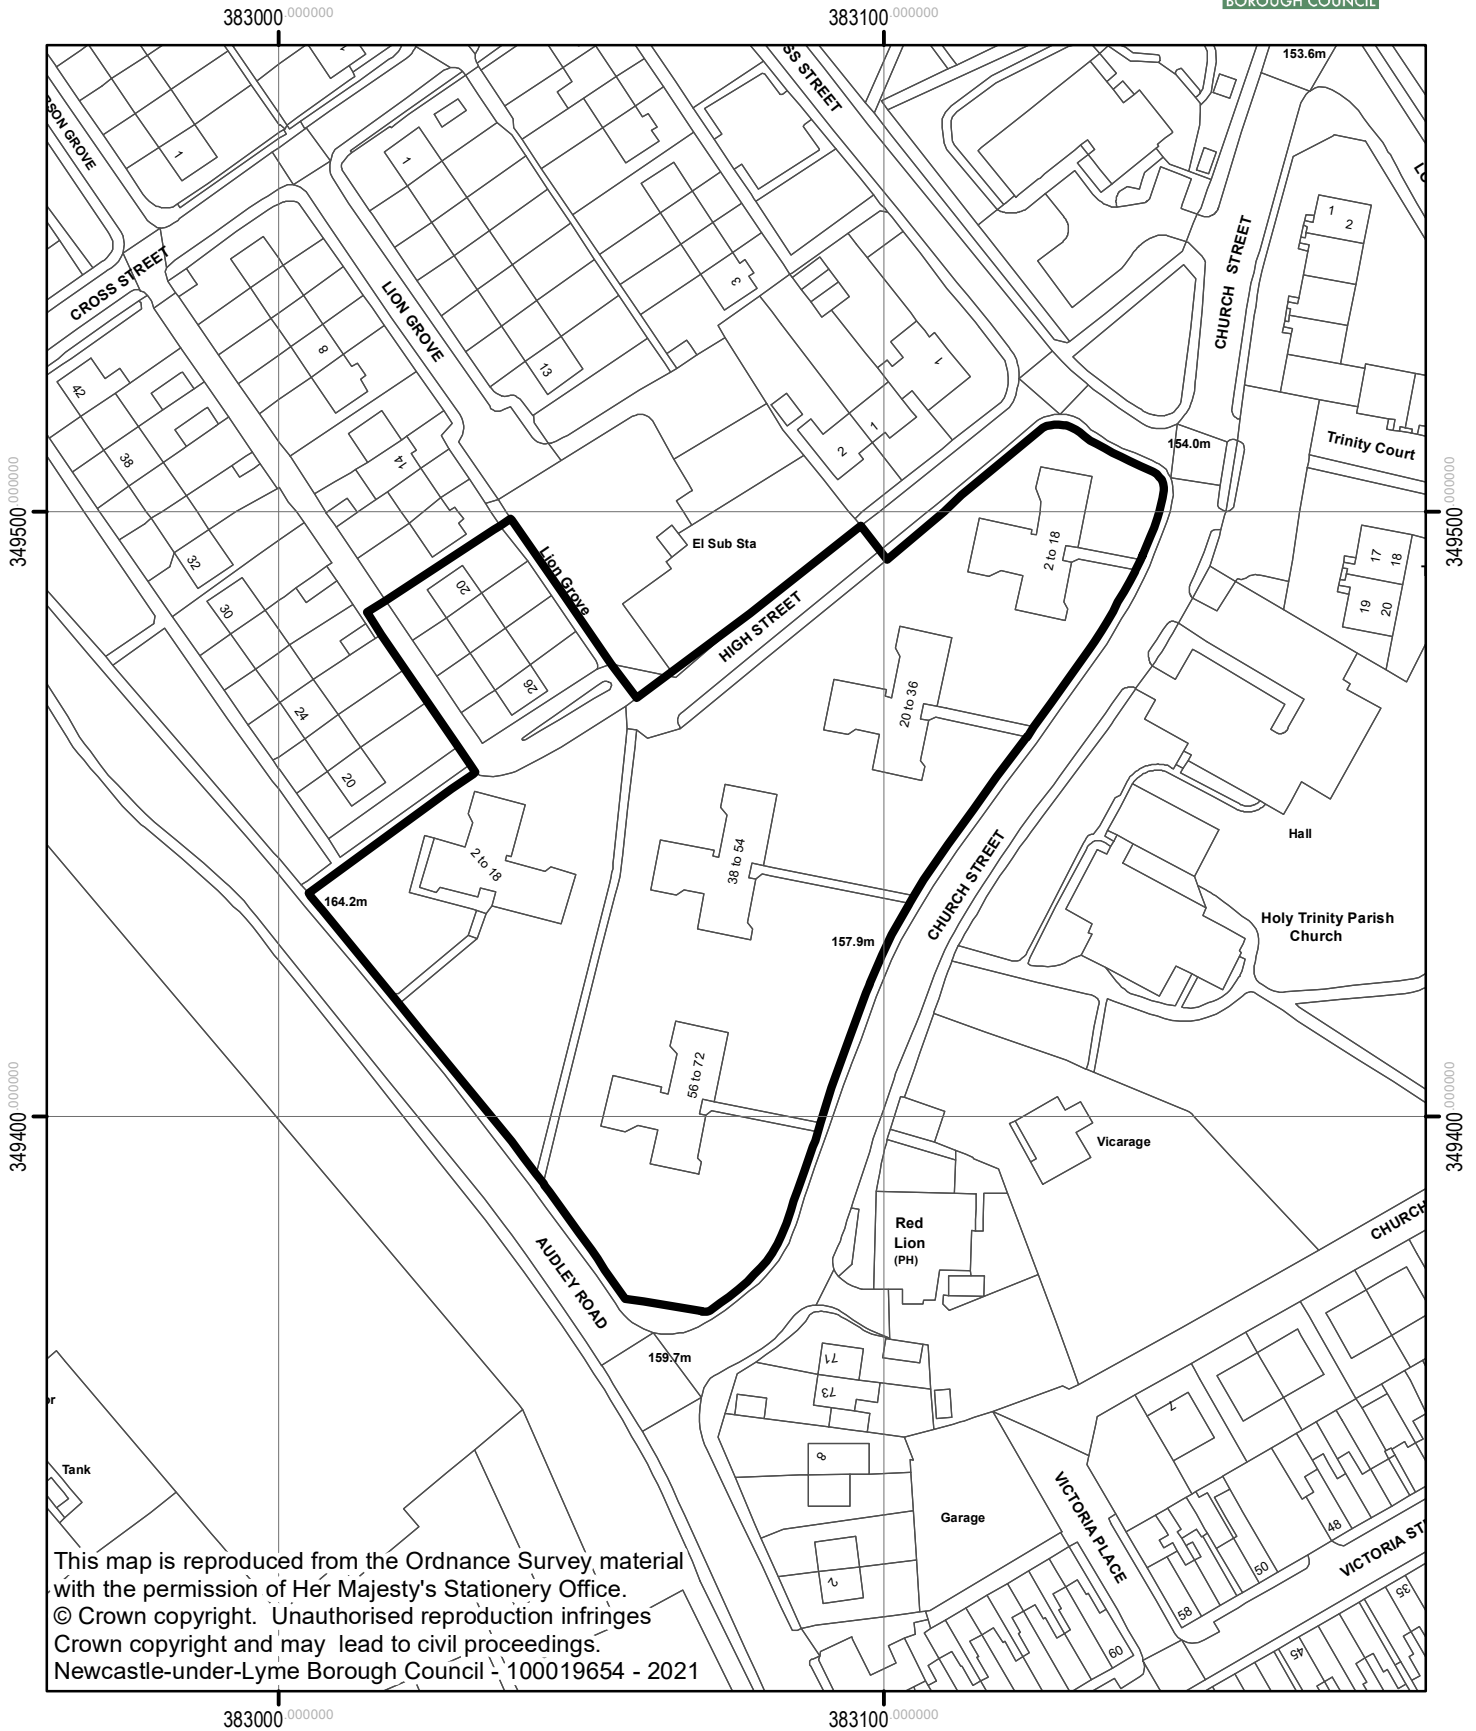 BOROUGH COUNCIL
383000.000000
383100.000000
153.6m
SS STREET
RSON GROVE
1
1
1
2
CROSS STREET
LION GROVE
3
CHURCH STREET
8
13
1
42
38
14
2
1
154.0m
Trinity Court
349500.000000
349500.000000
El Sub Sta
Lion Grove
2 to 18
17
18
19
20
32
30
20
HIGH STREET
26
24
20
20 to 36
2 to 18
38 to 54
Hall
164.2m
CHURCH STREET
157.9m
Holy Trinity Parish
Church
56 to 72
349400.000000
349400.000000
Vicarage
Red
Lion
(PH)
CHURCH
AUDLEY ROAD
159.7m
71
73
7
or
Tank
8
Garage
VICTORIA PLACE
48
50
VICTORIA ST
35
2
58
60
45
This map is reproduced from the Ordnance Survey material
with the permission of Her Majesty's Stationery Office.
© Crown copyright.  Unauthorised reproduction infringes
Crown copyright and may  lead to civil proceedings.
Newcastle-under-Lyme Borough Council - 100019654 - 2021
383000.000000
383100.000000